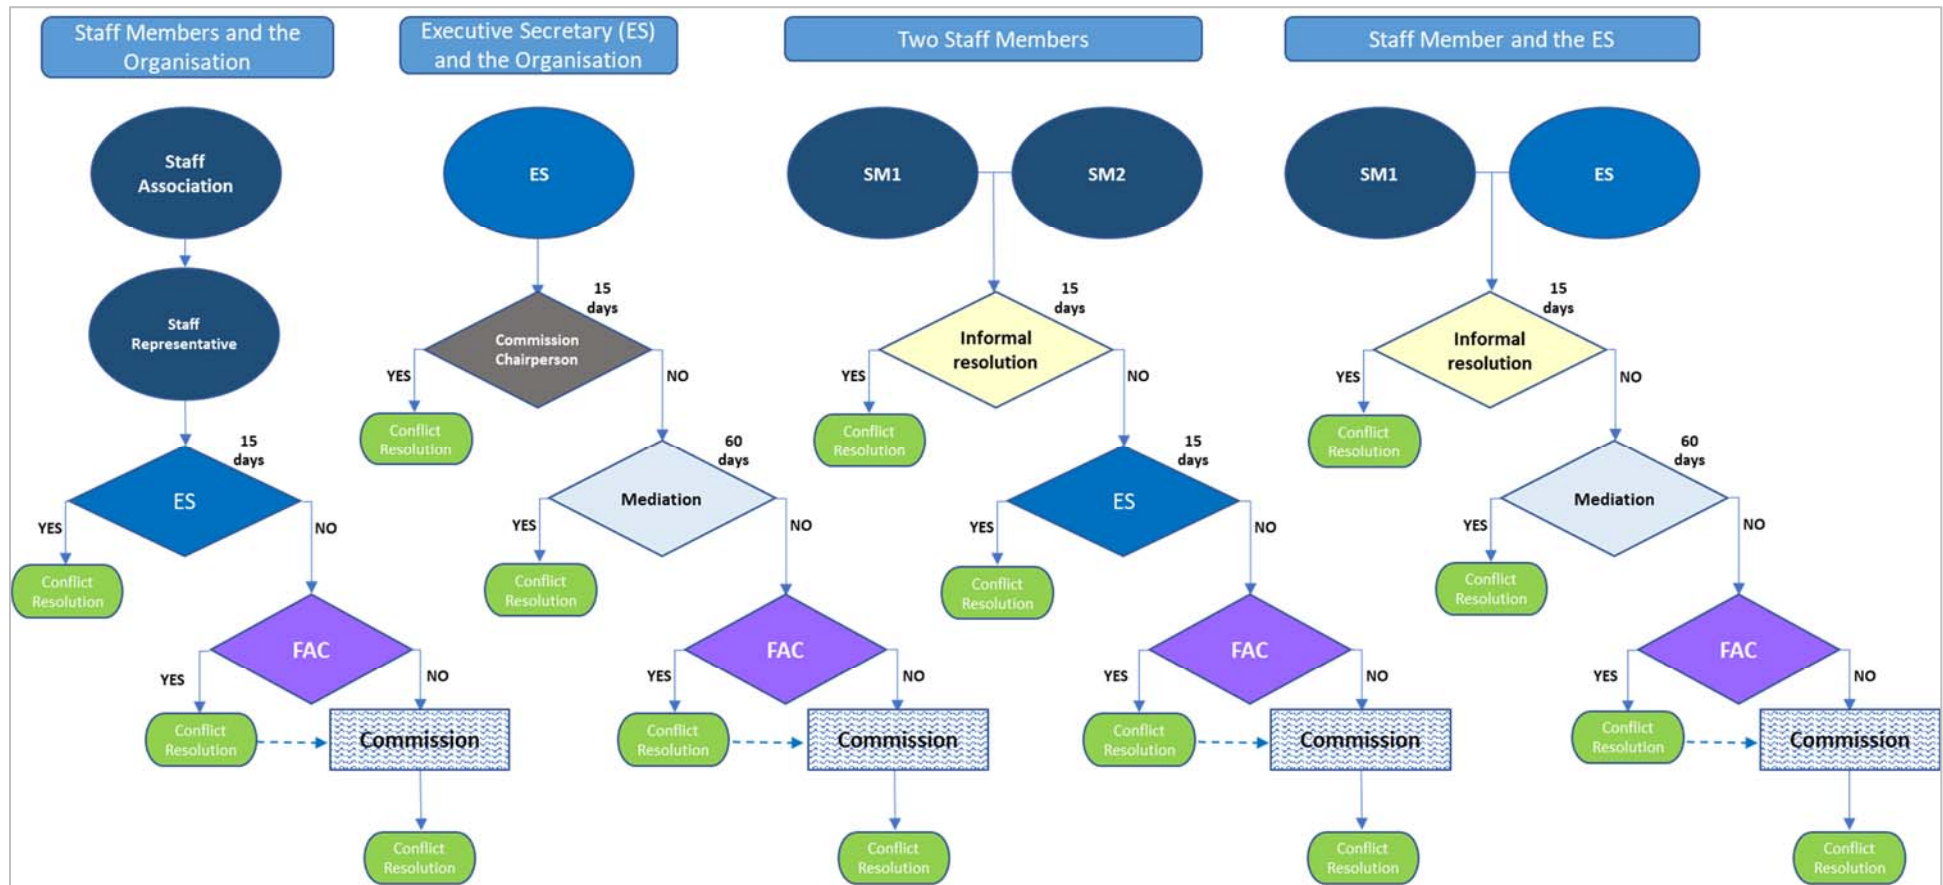 Staff Members and the
Organisation
Staff
Association
Staff
Representative
15
days
ES
YES
NO
Conflict
Resolution
FAC
YES
NO
Conflict
Resolution
Commission
Conflict
Resolution
Executive Secretary (ES)
and the Organisation
ES
15
days
Commission
Chairperson
YES
NO
Conflict
Resolution
60
days
Mediation
YES
NO
Conflict
Resolution
FAC
YES
NO
Conflict
Resolution
Commission
Conflict
Resolution
Two Staff Members
SM1
SM2
15
days
Informal
resolution
YES
NO
Conflict
Resolution
15
days
ES
YES
NO
Conflict
Resolution
FAC
YES
NO
Conflict
Resolution
Commission
Conflict
Resolution
Staff Member and the ES
SM1
ES
15
days
Informal
resolution
YES
NO
Conflict
Resolution
60
days
Mediation
YES
NO
Conflict
Resolution
FAC
YES
NO
Conflict
Resolution
Commission
Conflict
Resolution